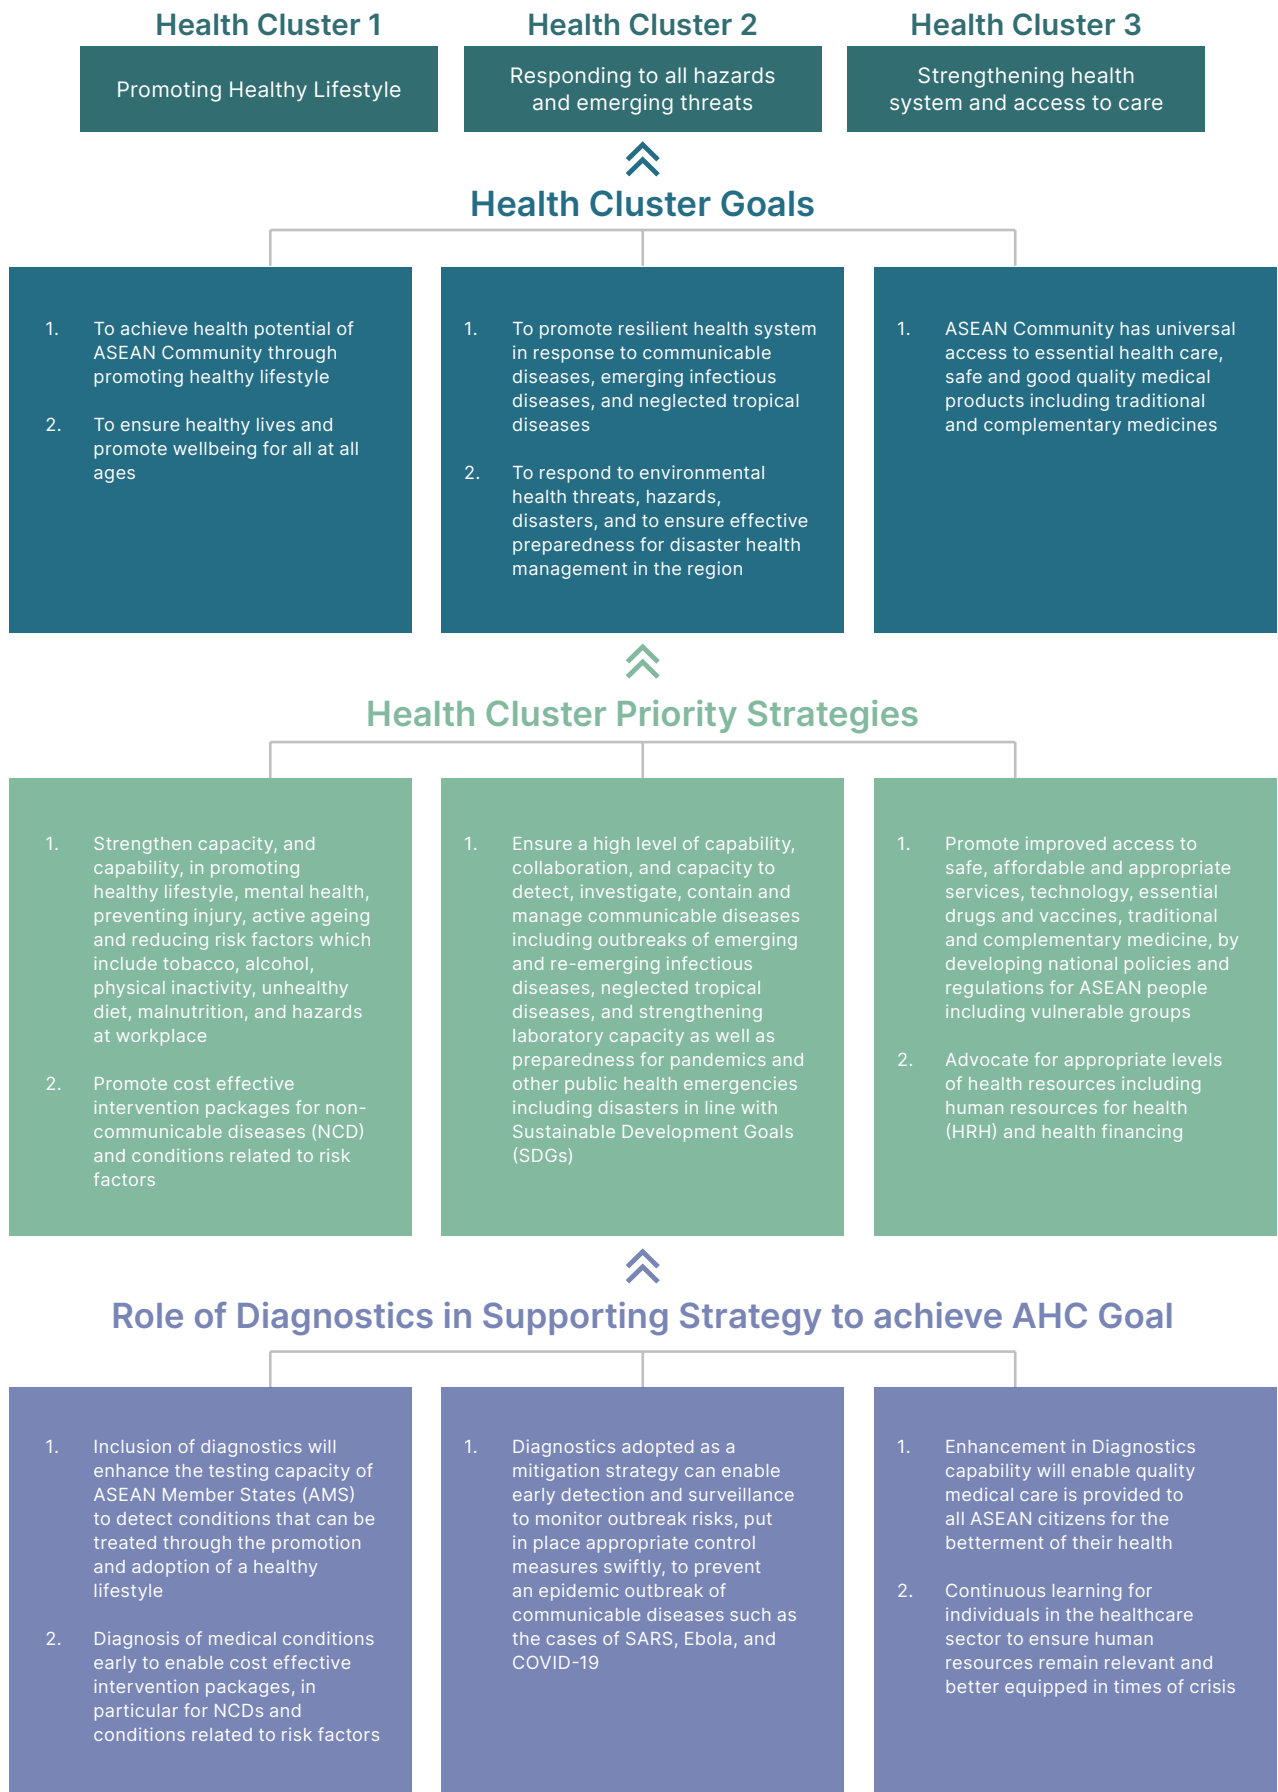 Health Cluster 1
Promoting Healthy Lifestyle
Health Cluster 2
Responding to all hazards
and emerging threats
Health Cluster 3
Strengthening health
system and access to care
Health Cluster Goals
1. To achieve health potential of
ASEAN Community through
promoting healthy lifestyle
2. To ensure healthy lives and
promote wellbeing for all at all
ages
1. To promote resilient health system
in response to communicable
diseases, emerging infectious
diseases, and neglected tropical
diseases
2. To respond to environmental
health threats, hazards,
disasters, and to ensure effective
preparedness for disaster health
management in the region
1. ASEAN Community has universal
access to essential health care,
safe and good quality medical
products including traditional
and complementary medicines
Health Cluster Priority Strategies
1. Strengthen capacity, and
capability, in promoting
healthy lifestyle, mental health,
preventing injury, active ageing
and reducing risk factors which
include tobacco, alcohol,
physical inactivity, unhealthy
diet, malnutrition, and hazards
at workplace
2. Promote cost effective
intervention packages for non-
communicable diseases (NCD)
and conditions related to risk
factors
1. Ensure a high level of capability,
collaboration, and capacity to
detect, investigate, contain and
manage communicable diseases
including outbreaks of emerging
and re-emerging infectious
diseases, neglected tropical
diseases, and strengthening
laboratory capacity as well as
preparedness for pandemics and
other public health emergencies
including disasters in line with
Sustainable Development Goals
(SDGs)
1. Promote improved access to
safe, affordable and appropriate
services, technology, essential
drugs and vaccines, traditional
and complementary medicine, by
developing national policies and
regulations for ASEAN people
including vulnerable groups
2. Advocate for appropriate levels
of health resources including
human resources for health
(HRH) and health financing
Role of Diagnostics in Supporting Strategy to achieve AHC Goal
1. Inclusion of diagnostics will
enhance the testing capacity of
ASEAN Member States (AMS)
to detect conditions that can be
treated through the promotion
and adoption of a healthy
lifestyle
2. Diagnosis of medical conditions
early to enable cost effective
intervention packages, in
particular for NCDs and
conditions related to risk factors
1. Diagnostics adopted as a
mitigation strategy can enable
early detection and surveillance
to monitor outbreak risks, put
in place appropriate control
measures swiftly, to prevent
an epidemic outbreak of
communicable diseases such as
the cases of SARS, Ebola, and
COVID-19
1. Enhancement in Diagnostics
capability will enable quality
medical care is provided to
all ASEAN citizens for the
betterment of their health
2. Continuous learning for
individuals in the healthcare
sector to ensure human
resources remain relevant and
better equipped in times of crisis